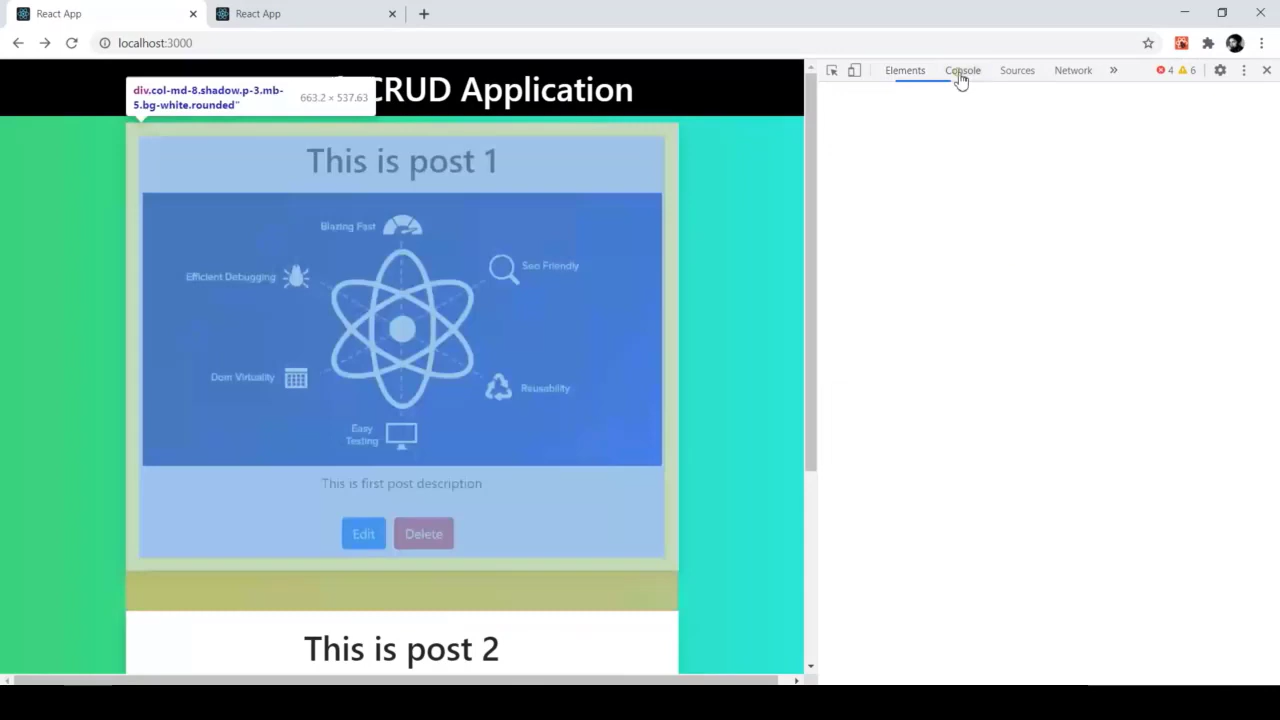 React App
React App
localhost:3000
Elements
Console
Sources
Network
4
6
CRUD Application
div.col-md-8.shadow.p-3.mb-
5.bg-white.rounded"
663.2 × 537.63
This is post 1
Blazing Fast
Efficient Debugging
Seo Friendly
Dom Virtuality
Reusability
Easy
Testing
This is first post description
Edit
Delete
This is post 2